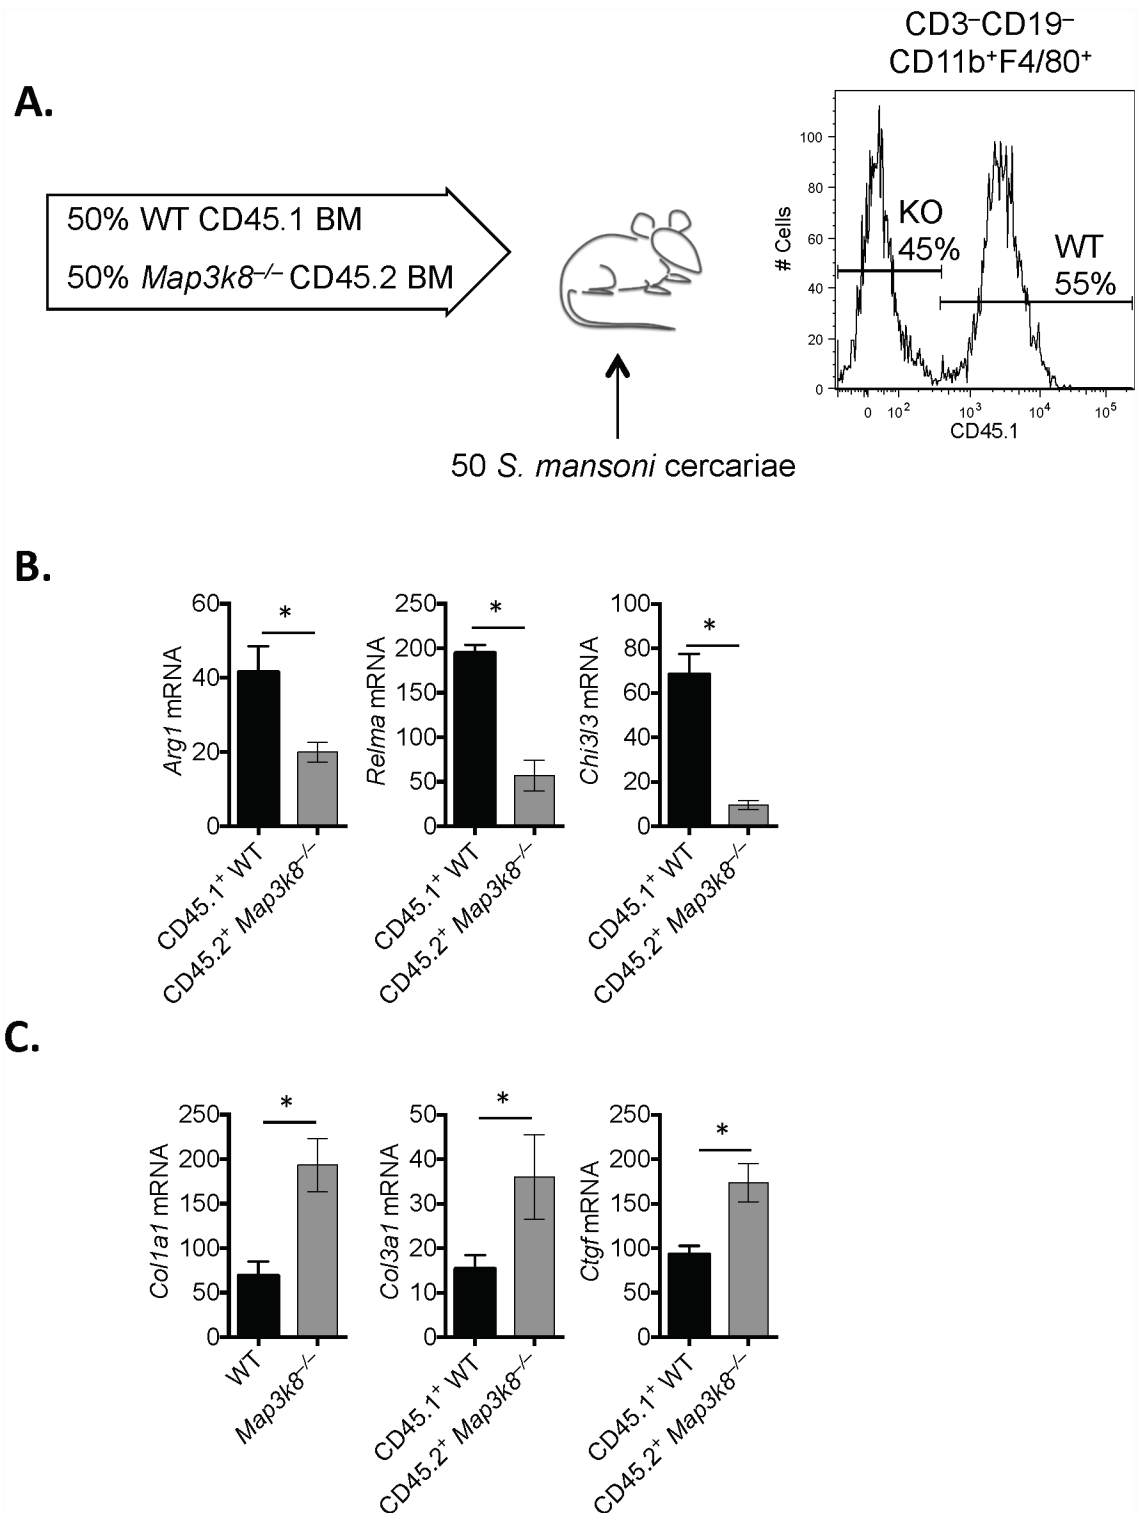 A.
50% WT CD45.1 BM
50% Map3k8–/– CD45.2 BM
50 S. mansoni cercariae
CD3–CD19–
CD11b+F4/80+
# Cells
100
80
60
40
20
0
KO
45%
WT
55%
0 10² 10³ 10⁴ 10⁵
CD45.1
B.
Arg1 mRNA
60
40
20
0
*
CD45.1+ WT
CD45.2+ Map3k8–/–
Relma mRNA
250
200
150
100
50
0
*
CD45.1+ WT
CD45.2+ Map3k8–/–
Chi3l3 mRNA
100
80
60
40
20
0
*
CD45.1+ WT
CD45.2+ Map3k8–/–
C.
Col1a1 mRNA
250
200
150
100
50
0
*
WT
Map3k8–/–
Col3a1 mRNA
50
40
30
20
10
0
*
CD45.1+ WT
CD45.2+ Map3k8–/–
Ctgf mRNA
250
200
150
100
50
0
*
CD45.1+ WT
CD45.2+ Map3k8–/–